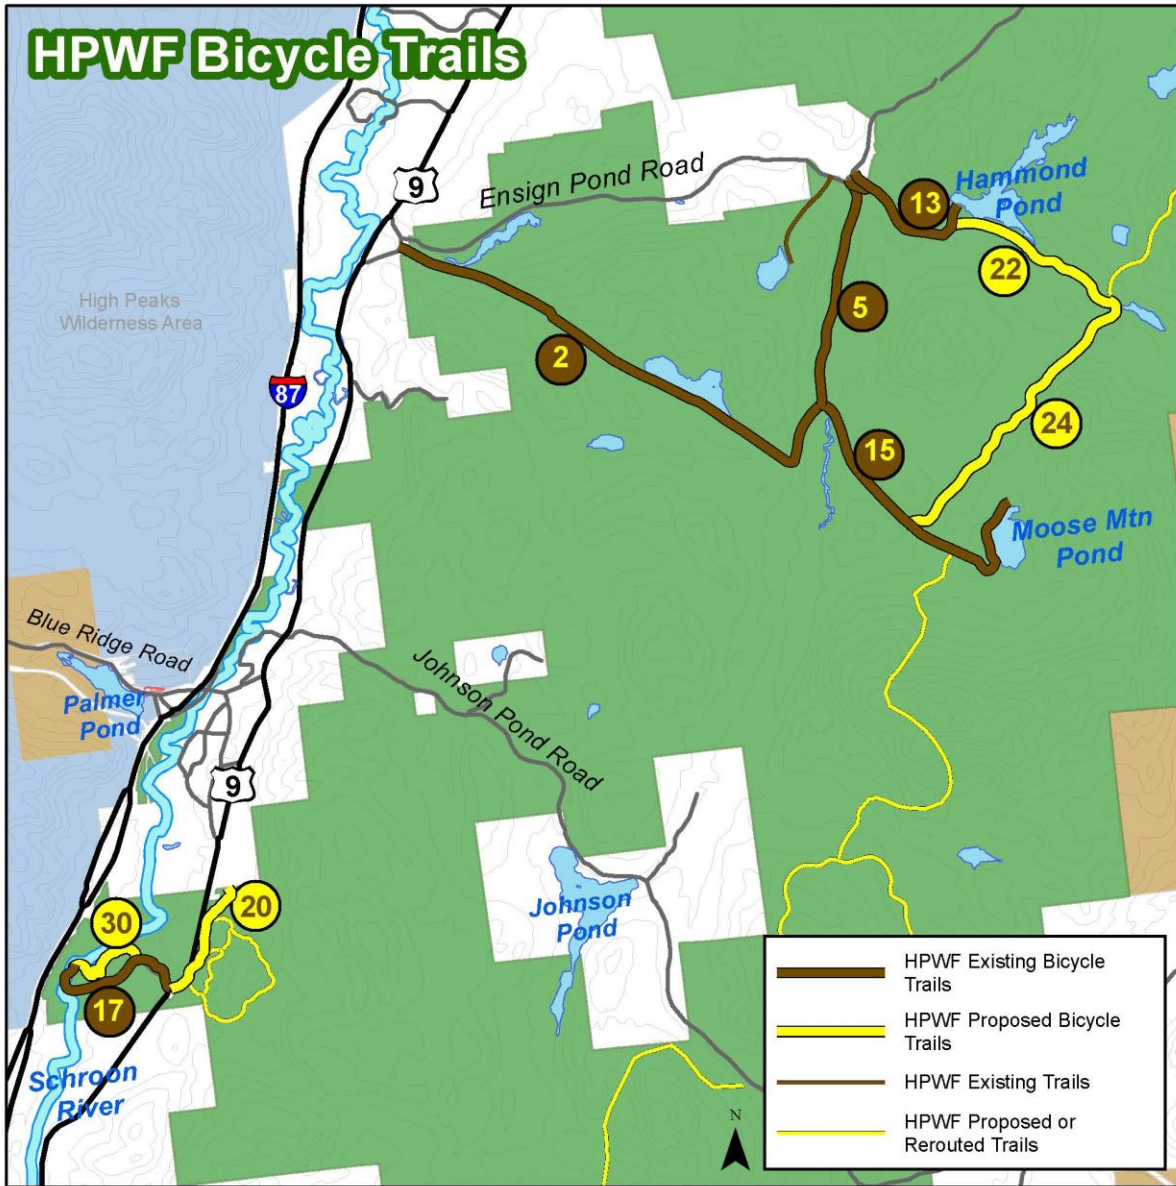 HPWF Bicycle Trails
9
Ensign Pond Road
Hammond
Pond
13
22
High Peaks
Wilderness Area
5
2
87
24
15
Moose Mtn
Pond
Blue Ridge Road
Palmer
Pond
Johnson Pond Road
9
Johnson
Pond
20
30
17
Schroon
River
HPWF Existing Bicycle
Trails
HPWF Proposed Bicycle
Trails
HPWF Existing Trails
HPWF Proposed or
Rerouted Trails
N